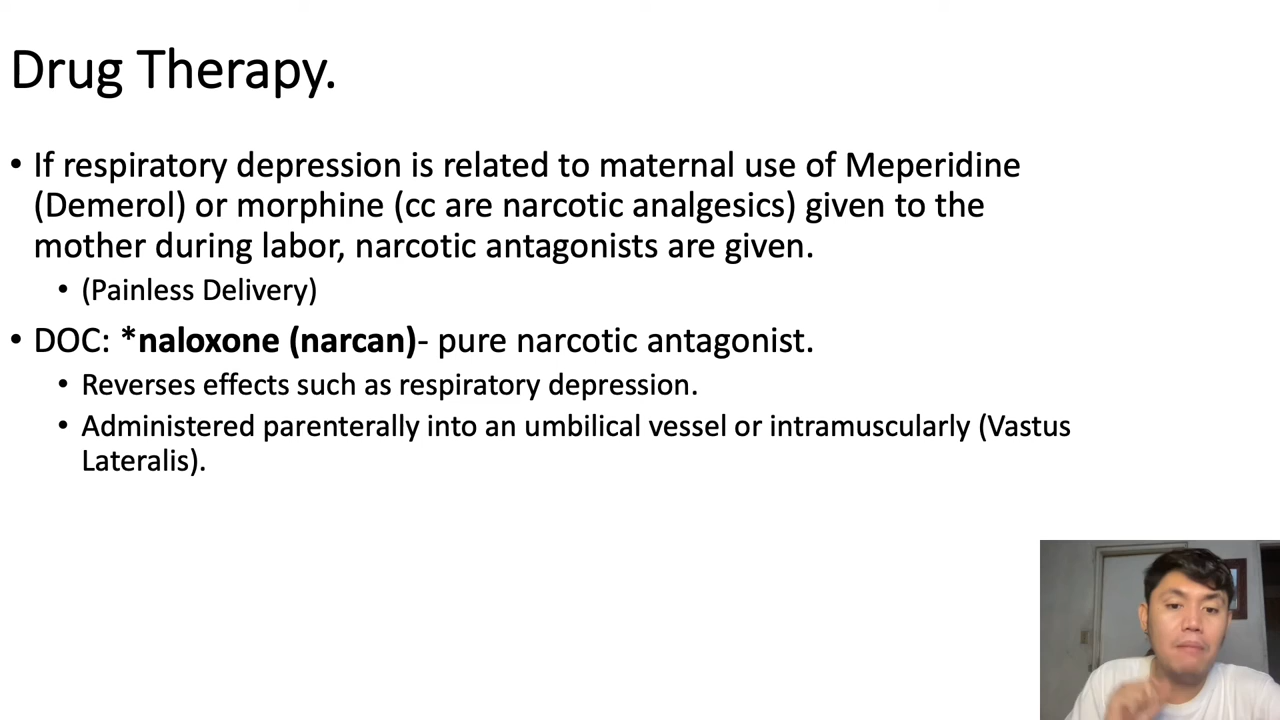 Drug Therapy.
• If respiratory depression is related to maternal use of Meperidine
(Demerol) or morphine (cc are narcotic analgesics) given to the
mother during labor, narcotic antagonists are given.
• (Painless Delivery)
• DOC: *naloxone (narcan)- pure narcotic antagonist.
• Reverses effects such as respiratory depression.
• Administered parenterally into an umbilical vessel or intramuscularly (Vastus
Lateralis).